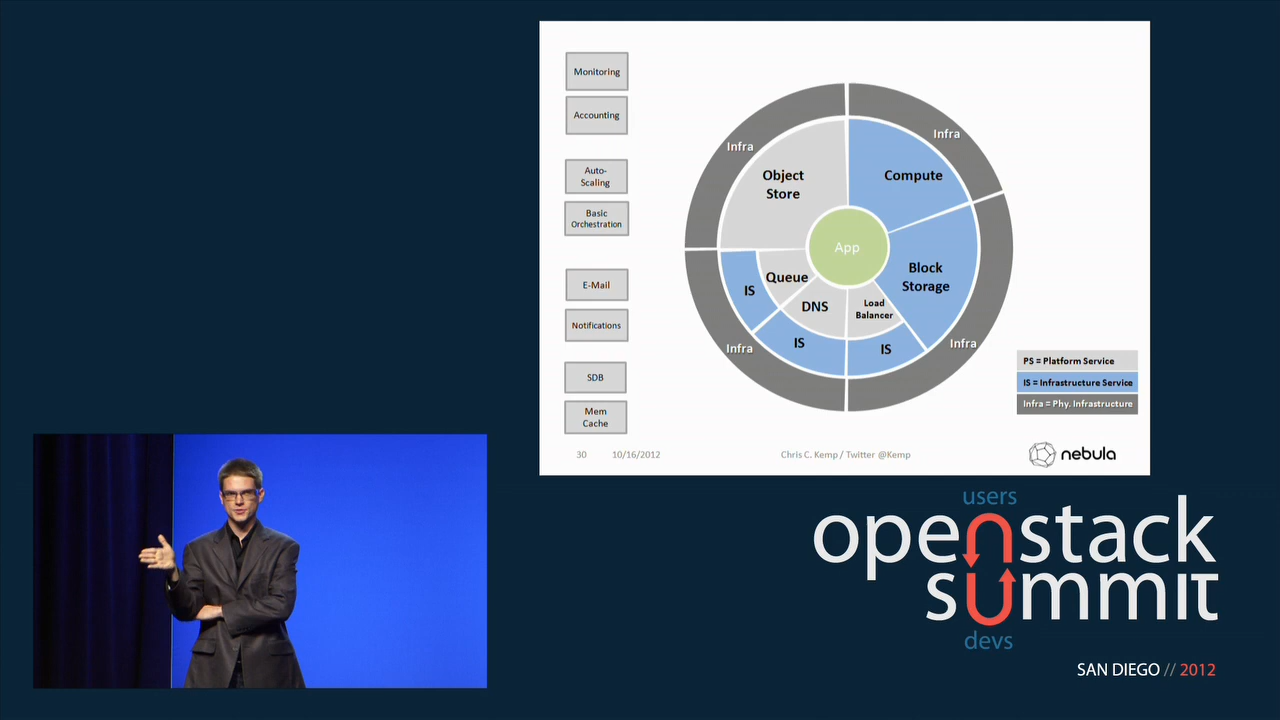 Monitoring
Accounting
Auto-
Scaling
Basic
Orchestration
E-Mail
Notifications
SDB
Mem
Cache
Infra
Infra
Object
Store
Compute
App
Block
Storage
Queue
IS
DNS
Load
Balancer
IS
IS
Infra
Infra
PS = Platform Service
IS = Infrastructure Service
Infra = Phy. Infrastructure
30
10/16/2012
Chris C. Kemp / Twitter @Kemp
nebula
users
openstack
summit
devs
SAN DIEGO // 2012